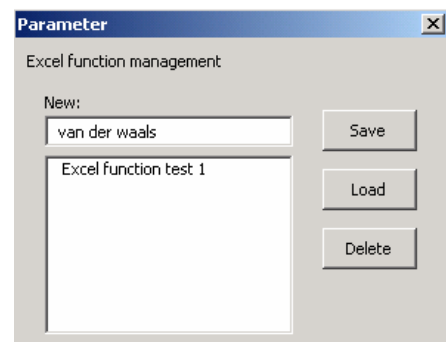 Parameter
Excel function management
New:
van der waals
Save
Excel function test 1
Load
Delete